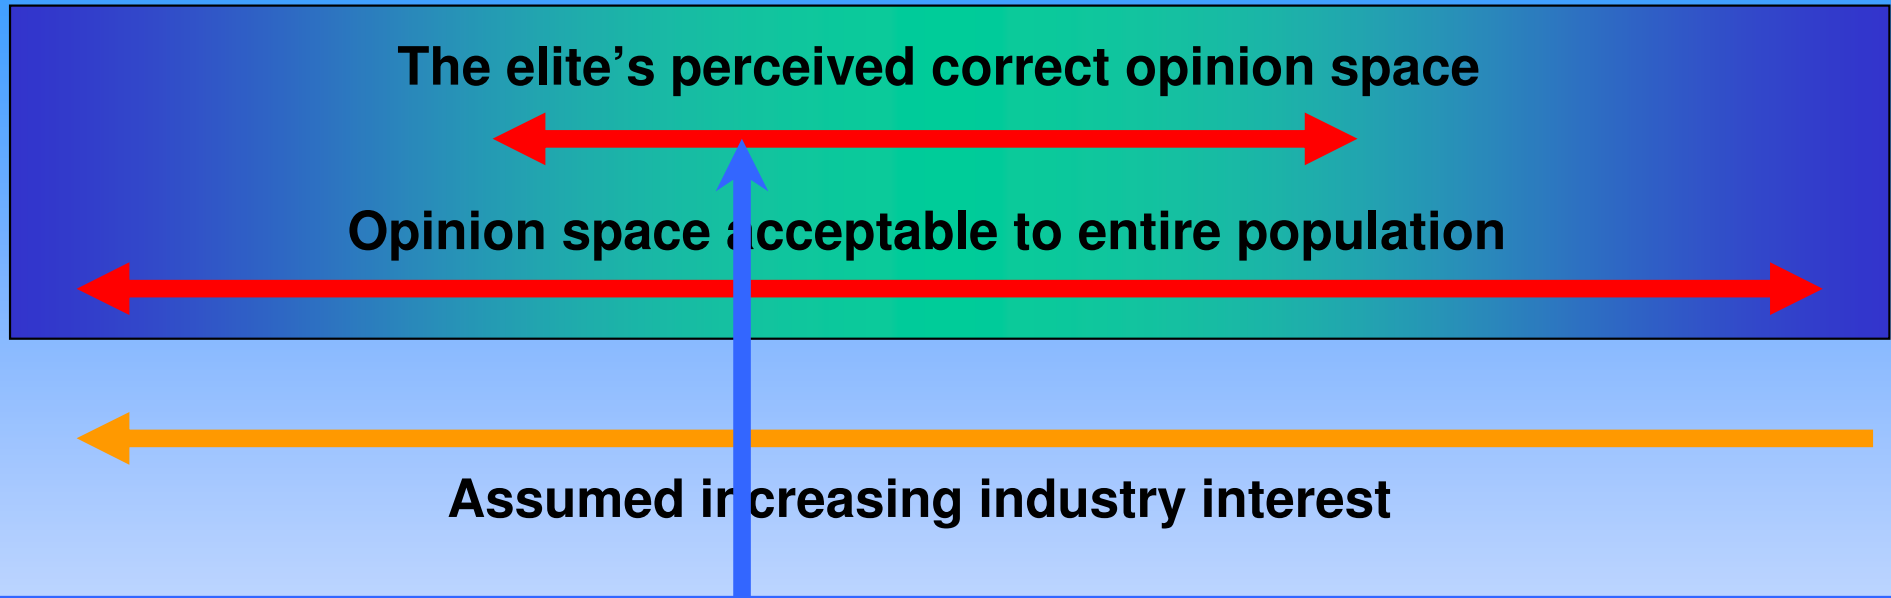 The elite’s perceived correct opinion space
Opinion space acceptable to entire population
Assumed increasing industry interest